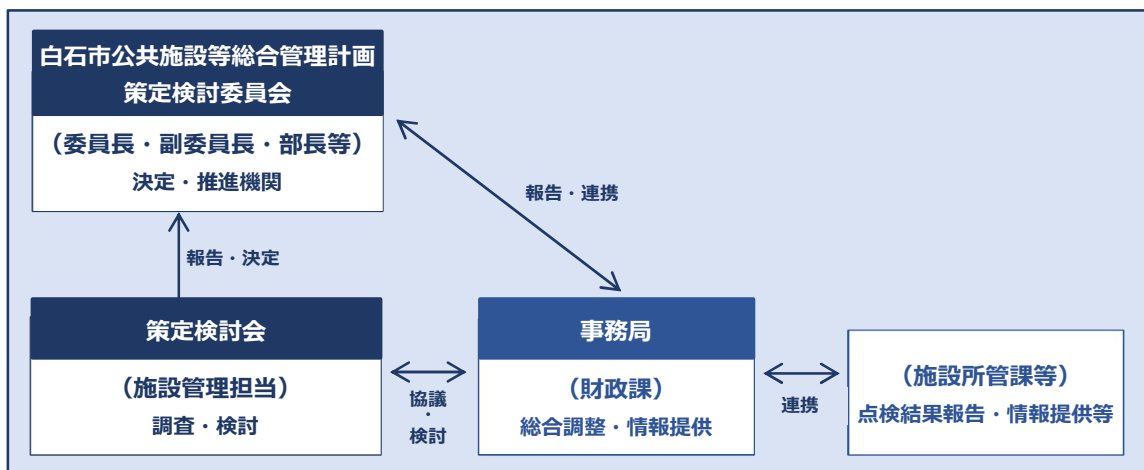 白石市公共施設等総合管理計画
策定検討委員会
（委員長・副委員長・部長等）
決定・推進機関
報告・連携
報告・決定
策定検討会
（施設管理担当）
調査・検討
協議
・
検討
事務局
（財政課）
総合調整・情報提供
連携
（施設所管課等）
点検結果報告・情報提供等